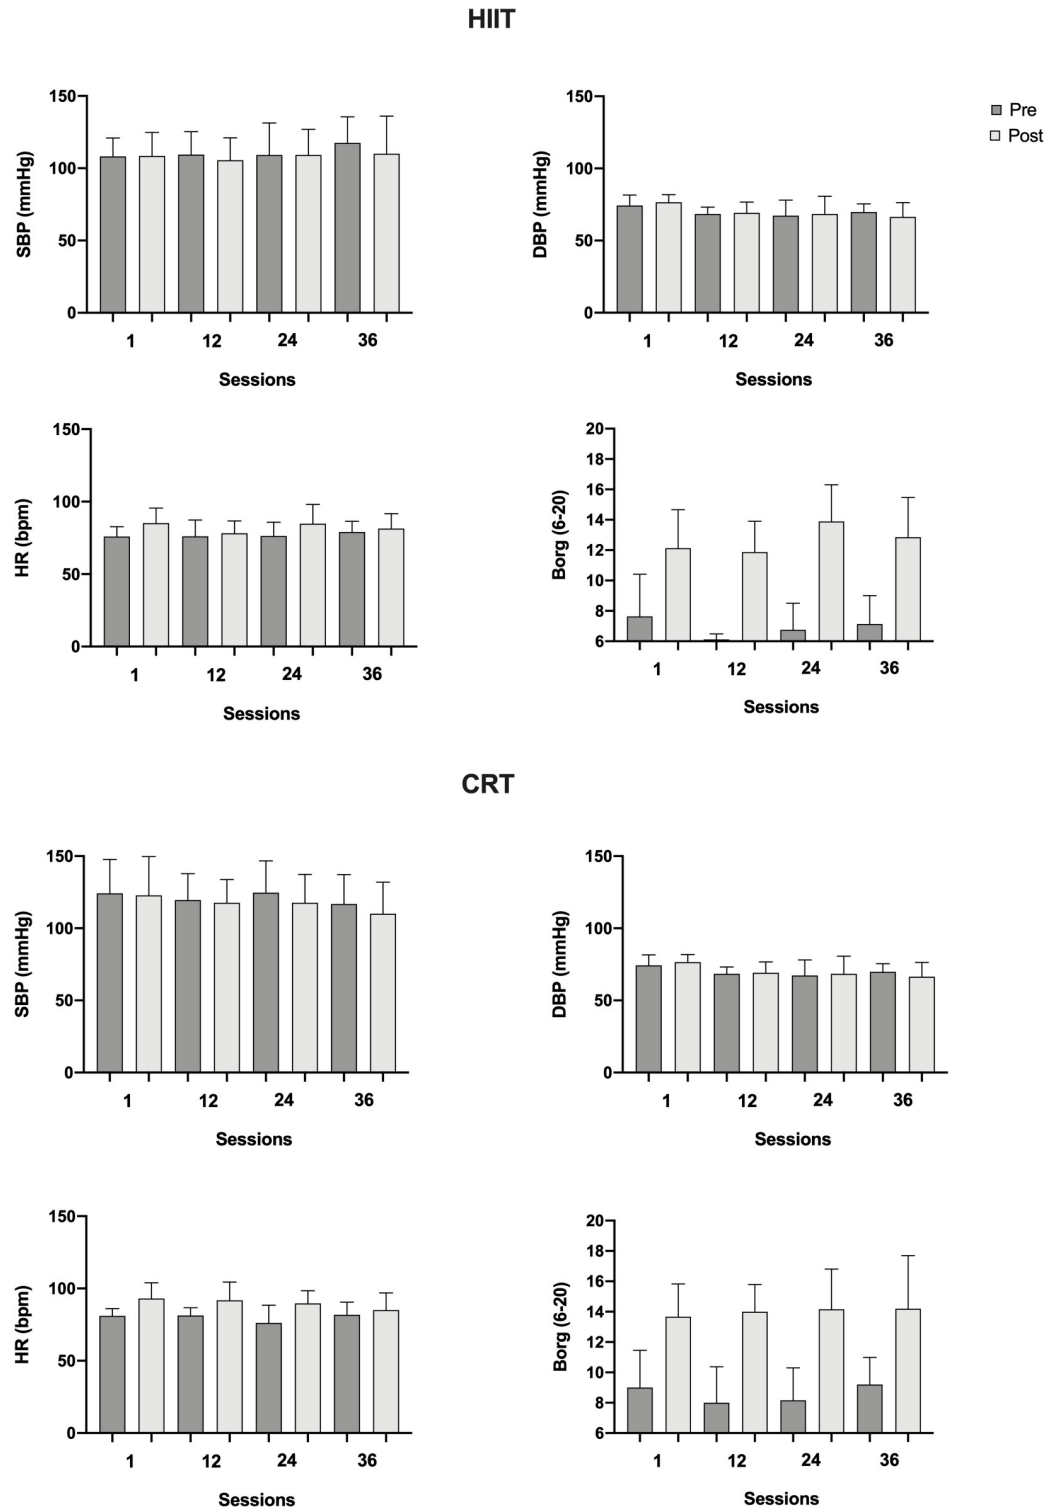 HIIT
Pre
Post
SBP (mmHg)
150
100
50
0
1 12 24 36
Sessions
DBP (mmHg)
150
100
50
0
1 12 24 36
Sessions
HR (bpm)
150
100
50
0
1 12 24 36
Sessions
Borg (6-20)
20
18
16
14
12
10
8
6
1 12 24 36
Sessions
CRT
SBP (mmHg)
150
100
50
0
1 12 24 36
Sessions
DBP (mmHg)
150
100
50
0
1 12 24 36
Sessions
HR (bpm)
150
100
50
0
1 12 24 36
Sessions
Borg (6-20)
20
18
16
14
12
10
8
6
1 12 24 36
Sessions